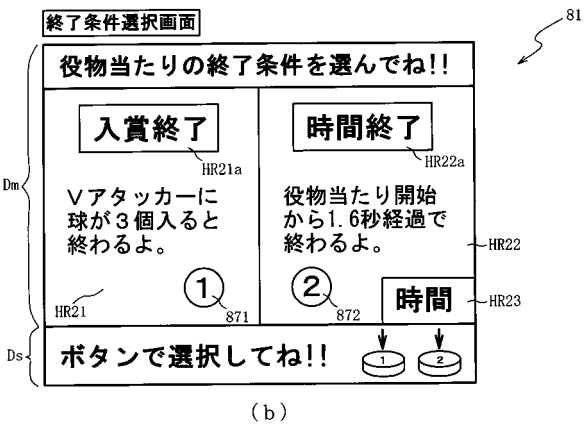 終了条件選択画面
81
役物当たりの終了条件を選んでね!!
入賞終了
HR21a
Vアタッカーに
球が3個入ると
終わるよ。
HR21
1
871
時間終了
HR22a
役物当たり開始
から1.6秒経過で
終わるよ。
HR22
2
872
時間
HR23
Dm
Ds
ボタンで選択してね!!
1
2
(b)